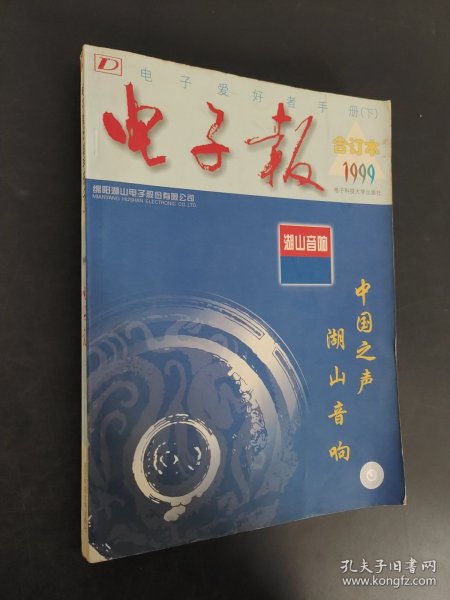 电子爱好者手册(下)
电子報
合订本
1999
电子科技大学出版社
绵阳湖山电子股份有限公司
MIANYANG HUSHAN ELECTRONIC CO.,LTD.
湖山音响
中国之声
湖山音响
孔夫子旧书网
www.kongfz.com